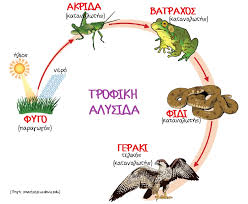 ΑΚΡΙΔΑ
(καταναλωτής)
ΒΑΤΡΑΧΟΣ
(καταναλωτής)
ήλιος
νερό
ΤΡΟΦΙΚΗ
ΑΛΥΣΙΔΑ
ΦΥΤΟ
(παραγωγός)
ΦΙΔΙ
(καταναλωτής)
ΓΕΡΑΚΙ
τελικός
(καταναλωτής)